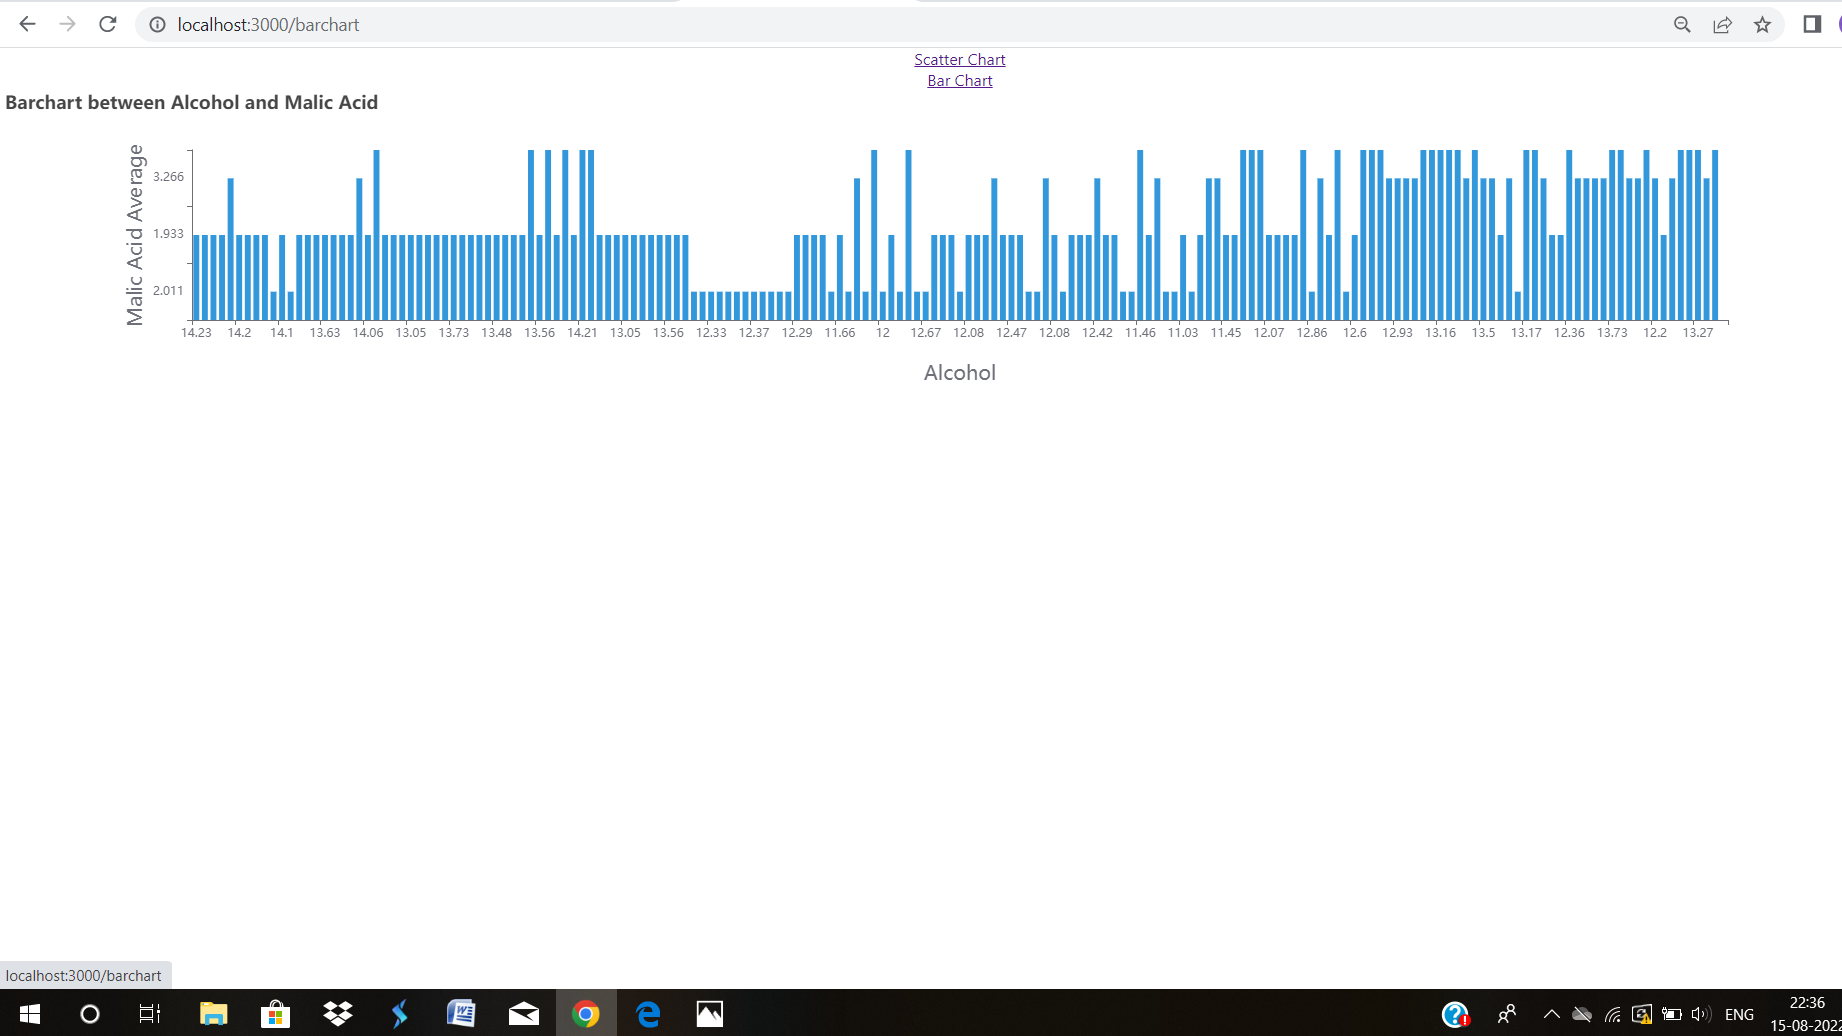 localhost:3000/barchart
Scatter Chart
Bar Chart
Barchart between Alcohol and Malic Acid
Malic Acid Average
3.266
1.933
2.011
14.23 14.2 14.1 13.63 14.06 13.05 13.73 13.48 13.56 14.21 13.05 13.56 12.33 12.37 12.29 11.66 12 12.67 12.08 12.47 12.08 12.42 11.46 11.03 11.45 12.07 12.86 12.6 12.93 13.16 13.5 13.17 12.36 13.73 12.2 13.27
Alcohol
localhost:3000/barchart
ENG
22:36